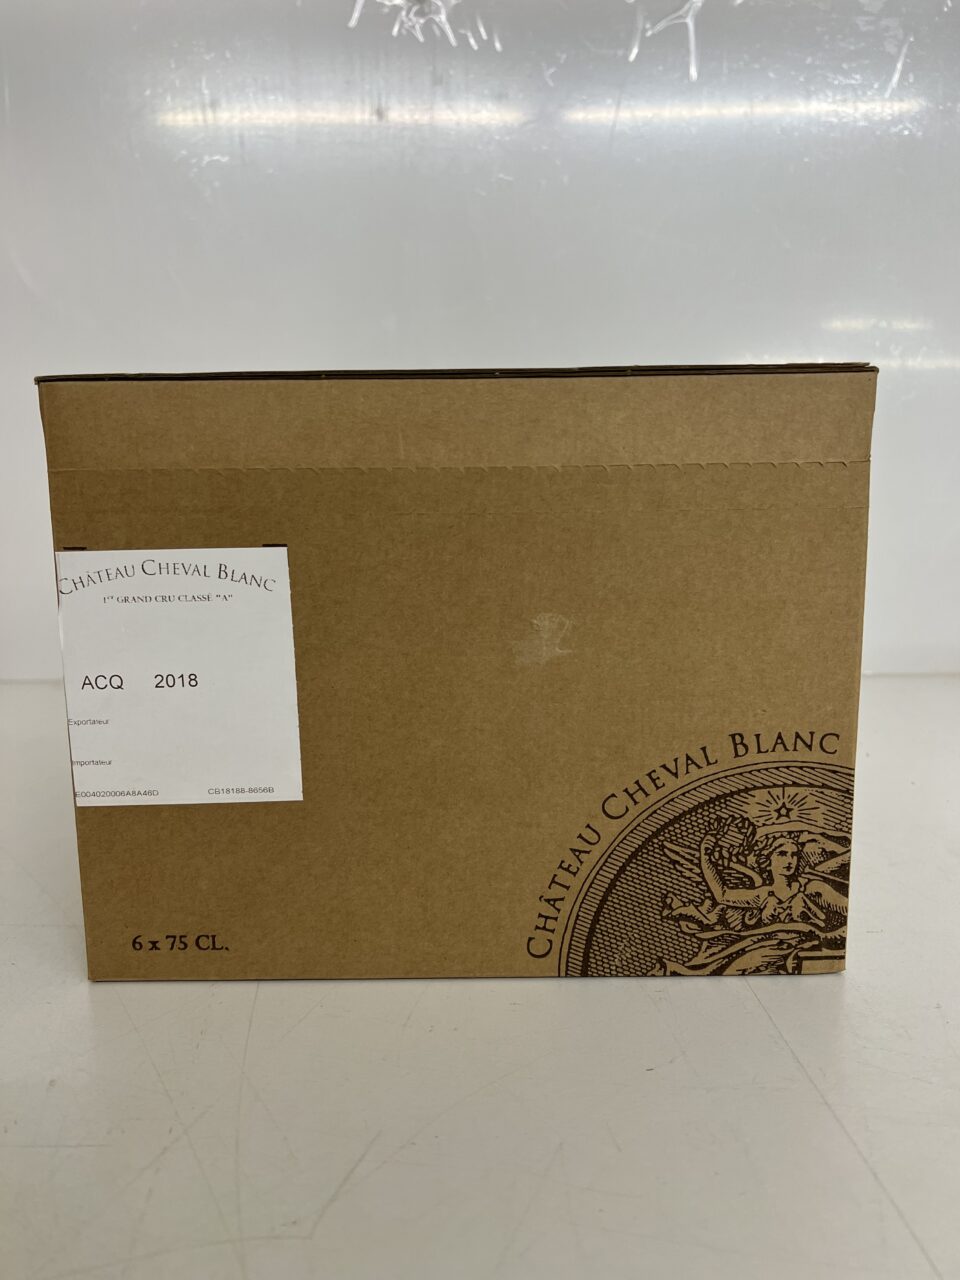 CHÂTEAU CHEVAL BLANC
1er GRAND CRU CLASSÉ "A"
ACQ 2018
Exportateur
Importateur
E004020006A8A46D CB18188-8656B
CHÂTEAU CHEVAL BLANC
6 x 75 CL.